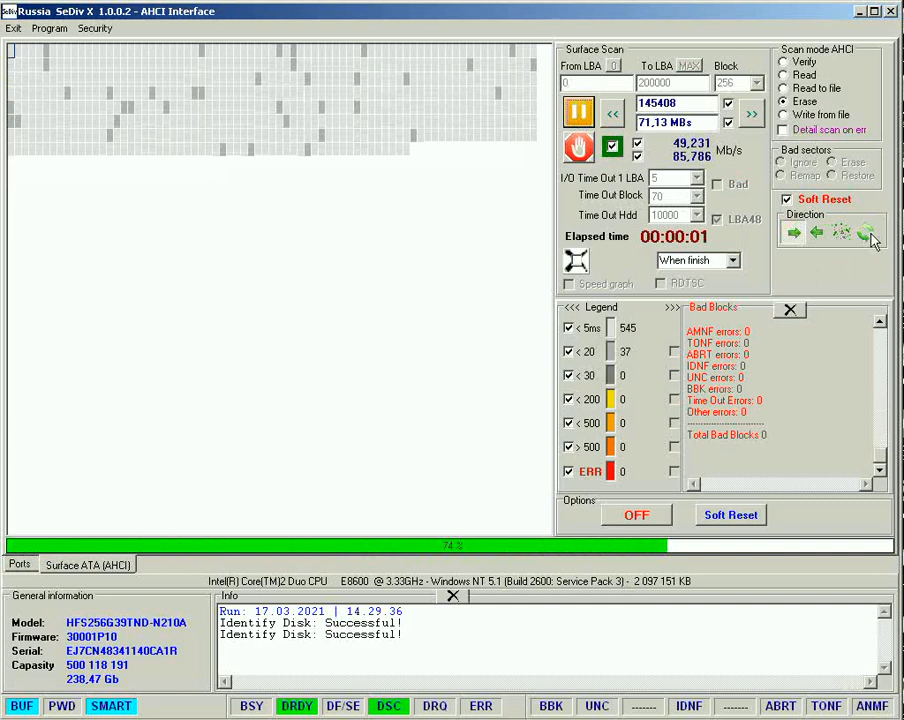 SeDiv Russia SeDiv X 1.0.0.2 - AHCI Interface
Exit Program Security
Surface Scan
From LBA 0 To LBA MAX Block
0 200000 256
145408
<< >>
71,13 MBs
49,231
85,786 Mb/s
I/O Time Out 1 LBA 5
Time Out Block 70 Bad
Time Out Hdd 10000 LBA48
Elapsed time 00:00:01
When finish
Speed graph RDTSC
Scan mode AHCI
Verify
Read
Read to file
Erase
Write from file
Detail scan on err
Bad sectors
Ignore Erase
Remap Restore
Soft Reset
Direction
<<< Legend >>>
< 5ms 545
< 20 37
< 30 0
< 200 0
< 500 0
> 500 0
ERR 0
Bad Blocks
AMNF errors: 0
TONF errors: 0
ABRT errors: 0
IDNF errors: 0
UNC errors: 0
BBK errors: 0
Time Out Errors: 0
Other errors: 0
--------------------------
Total Bad Blocks 0
Options
OFF Soft Reset
74 %
Ports Surface ATA (AHCI)
Intel(R) Core(TM)2 Duo CPU E8600 @ 3.33GHz - Windows NT 5.1 (Build 2600: Service Pack 3) - 2 097 151 KB
General information
Model: HFS256G39TND-N210A
Firmware: 30001P10
Serial: EJ7CN48341140CA1R
Capasity 500 118 191
238,47 Gb
Info
Run: 17.03.2021 | 14.29.36
Identify Disk: Successful!
Identify Disk: Successful!
BUF PWD SMART BSY DRDY DF/SE DSC DRQ ERR BBK UNC ------- IDNF ------- ABRT TONF ANMF